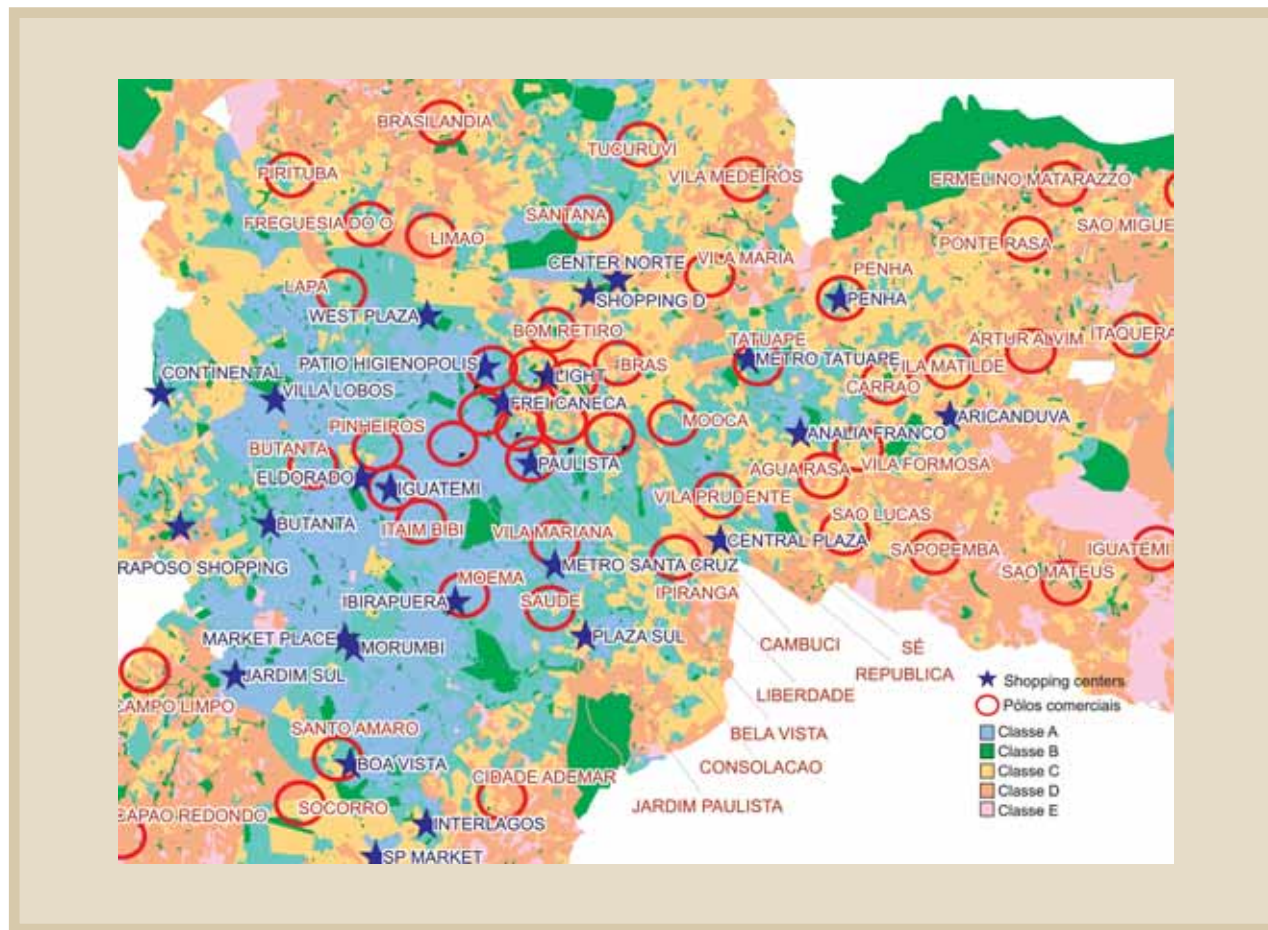 BRASILANDIA
TUCURUVI
PIRITUBA
VILA MEDEIROS
ERMELINO MATARAZZO
FREGUESIA DO O
LIMAO
SANTANA
SAO MIGUE
PONTE RASA
CENTER NORTE
VILA MARIA
PENHA
LAPA
SHOPPING D
PENHA
WEST PLAZA
BOM RETIRO
TATUAPE
ARTUR ALVIM
ITAQUERA
PATIO HIGIENOPOLIS
LIGHT
BRAS
METRO TATUAPE
VILA MATILDE
CONTINENTAL
VILLA LOBOS
FREI CANECA
CARRAO
ARICANDUVA
PINHEIROS
MOOCA
ANALIA FRANCO
BUTANTA
ELDORADO
PAULISTA
AGUA RASA
VILA FORMOSA
IGUATEMI
VILA PRUDENTE
BUTANTA
ITAIM BIBI
VILA MARIANA
SAO LUCAS
CENTRAL PLAZA
SAPOPEMBA
IGUATEMI
RAPOSO SHOPPING
METRO SANTA CRUZ
SAO MATEUS
MOEMA
IPIRANGA
IBIRAPUERA
SAUDE
MARKET PLACE
MORUMBI
PLAZA SUL
CAMBUCI
SÉ
REPUBLICA
JARDIM SUL
LIBERDADE
CAMPO LIMPO
BELA VISTA
SANTO AMARO
BOA VISTA
CONSOLACAO
CIDADE ADEMAR
JARDIM PAULISTA
CAPAO REDONDO
SOCORRO
INTERLAGOS
SP MARKET
Shopping centers
Pólos comerciais
Classe A
Classe B
Classe C
Classe D
Classe E